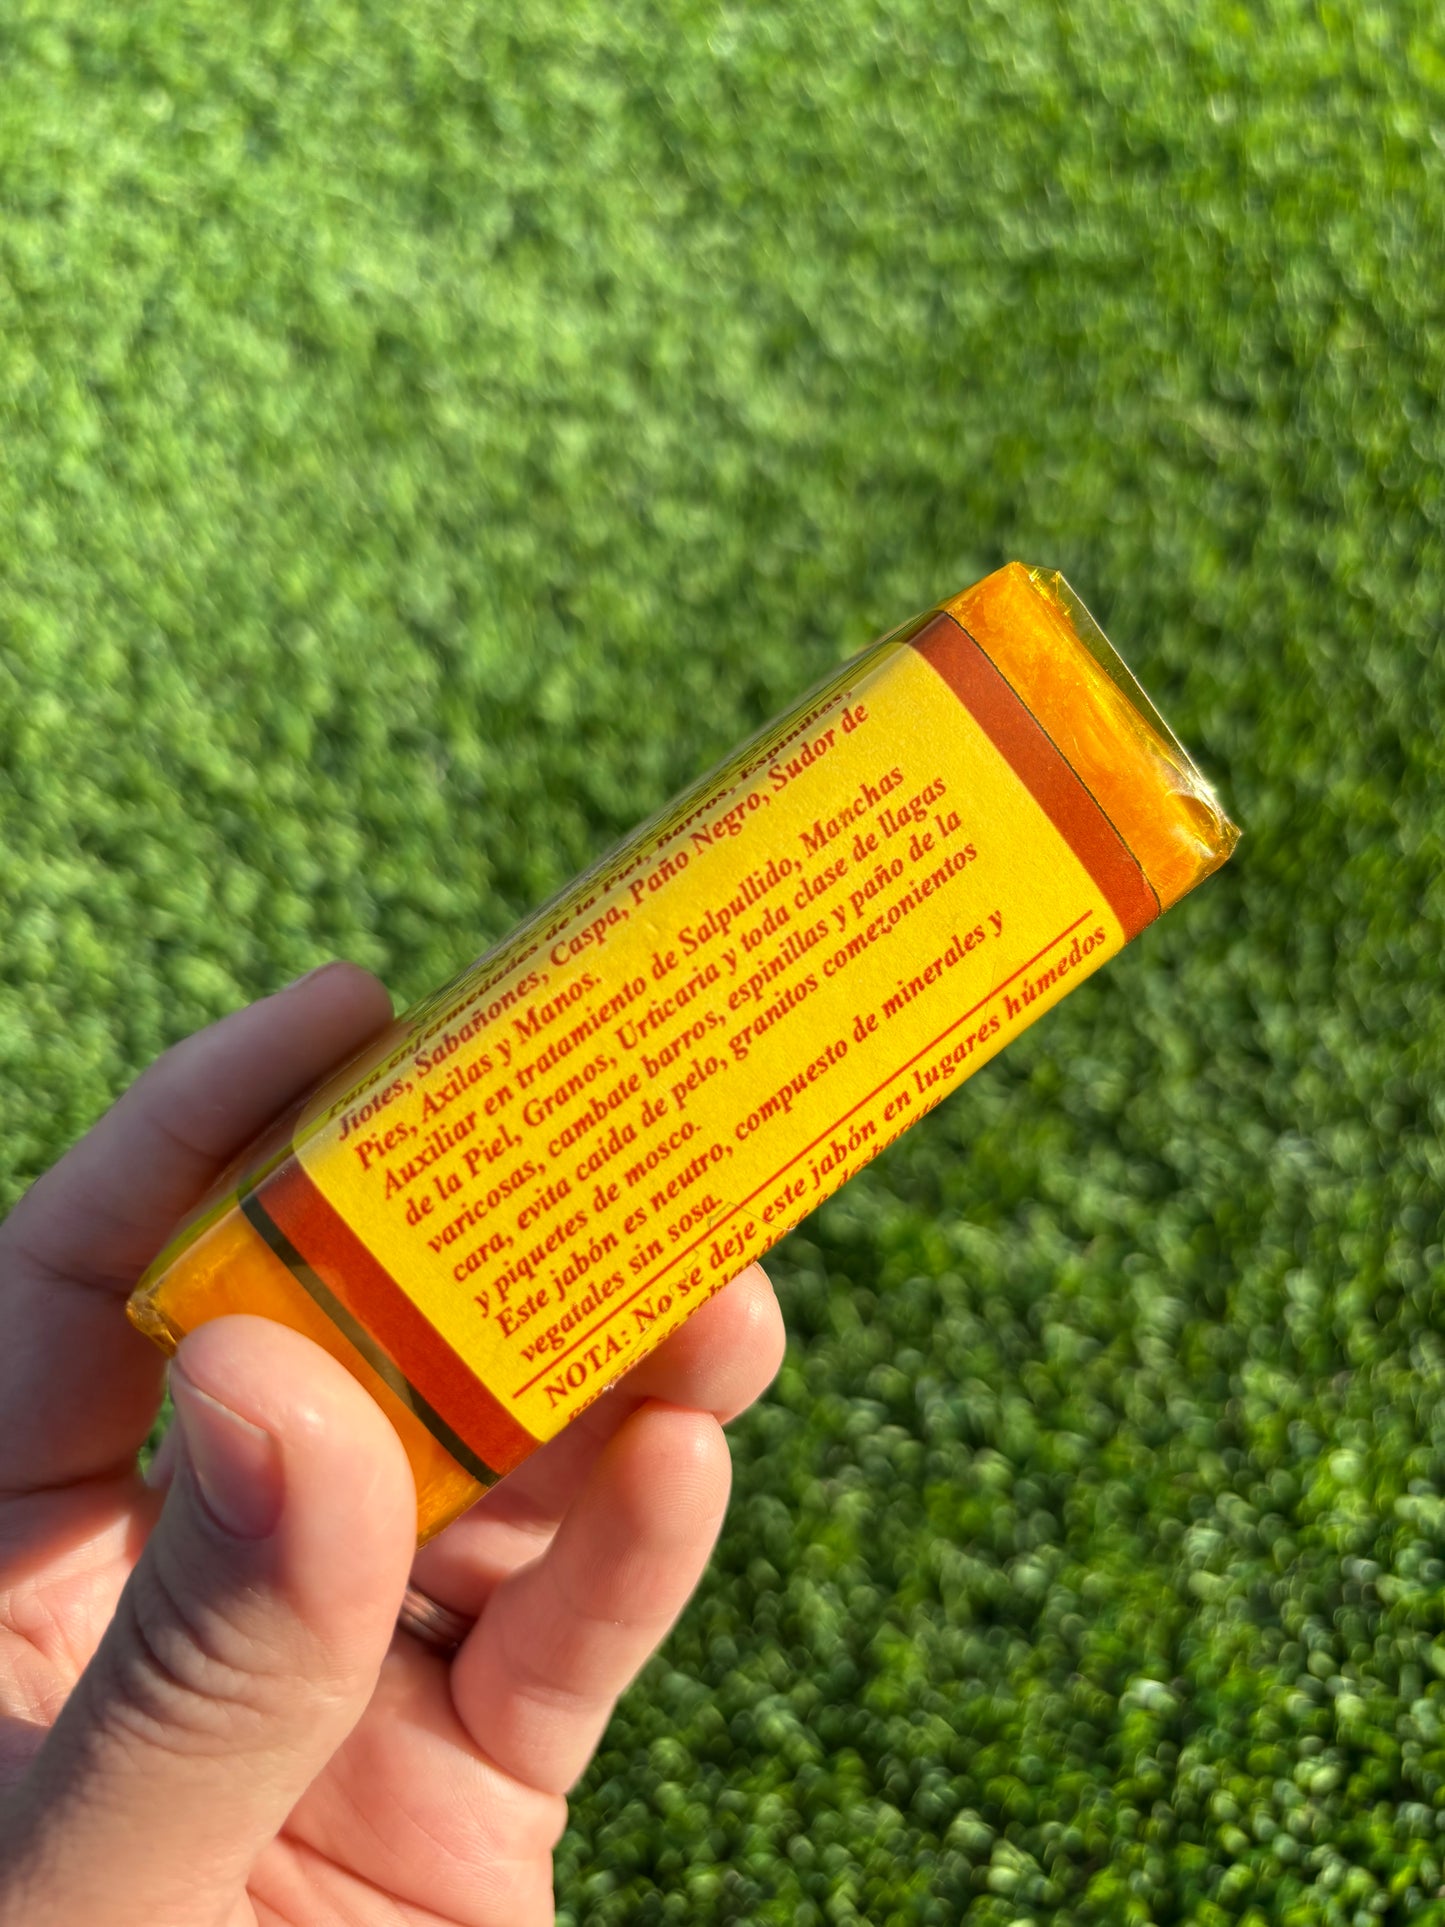 Para enfermedades de la Piel, Barros, Espinillas,
Jiotes, Sabañones, Caspa, Paño Negro, Sudor de
Pies, Axilas y Manos.
Auxiliar en tratamiento de Salpullido, Manchas
de la Piel, Granos, Urticaria y toda clase de llagas
varicosas, cambate barros, espinillas y paño de la
cara, evita caida de pelo, granitos comezonientos
y piquetes de mosco.
Este jabón es neutro, compuesto de minerales y
vegatales sin sosa.
NOTA: No se deje este jabón en lugares húmedos